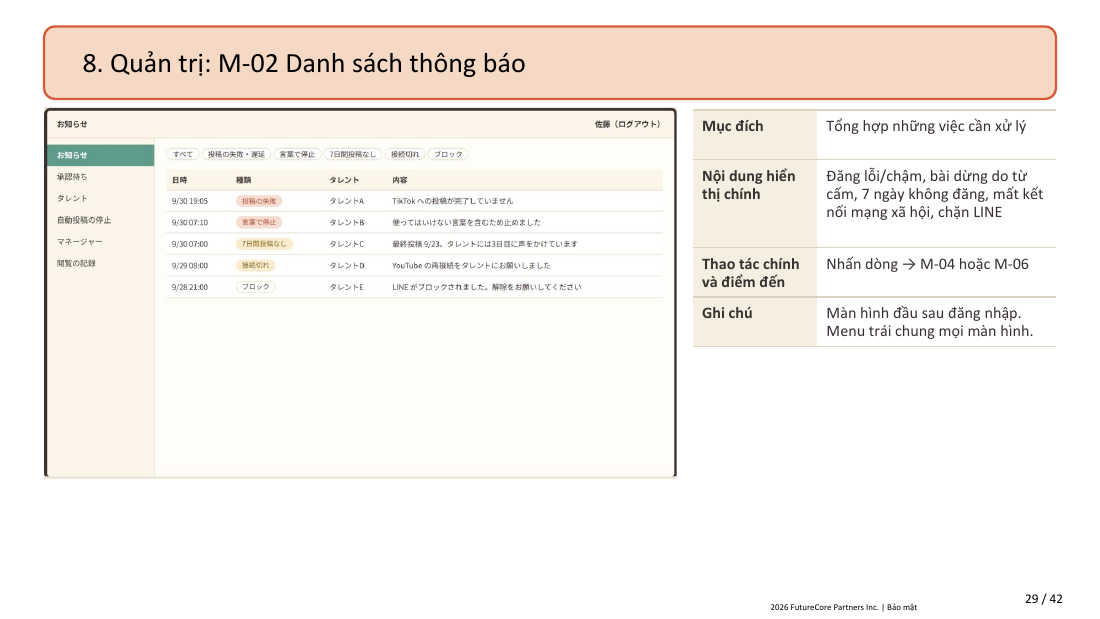 8. Quản trị: M-02 Danh sách thông báo
お知らせ
佐藤（ログアウト）
お知らせ
承認待ち
タレント
自動投稿の停止
マネージャー
閲覧の記録
すべて 投稿の失敗・遅延 言葉で停止 7日間投稿なし 接続切れ ブロック
日時 種類 タレント 内容
9/30 19:05 投稿の失敗 タレントA TikTok への投稿が完了していません
9/30 07:10 言葉で停止 タレントB 使ってはいけない言葉を含むため止めました
9/30 07:00 7日間投稿なし タレントC 最終投稿 9/23。タレントには3日目に声をかけています
9/29 08:00 接続切れ タレントD YouTube の再接続をタレントにお願いしました
9/28 21:00 ブロック タレントE LINE がブロックされました。解除をお願いしてください
Mục đích
Tổng hợp những việc cần xử lý
Nội dung hiển
thị chính
Đăng lỗi/chậm, bài dừng do từ
cấm, 7 ngày không đăng, mất kết
nối mạng xã hội, chặn LINE
Thao tác chính
và điểm đến
Nhấn dòng → M-04 hoặc M-06
Ghi chú
Màn hình đầu sau đăng nhập.
Menu trái chung mọi màn hình.
2026 FutureCore Partners Inc. | Bảo mật
29 / 42